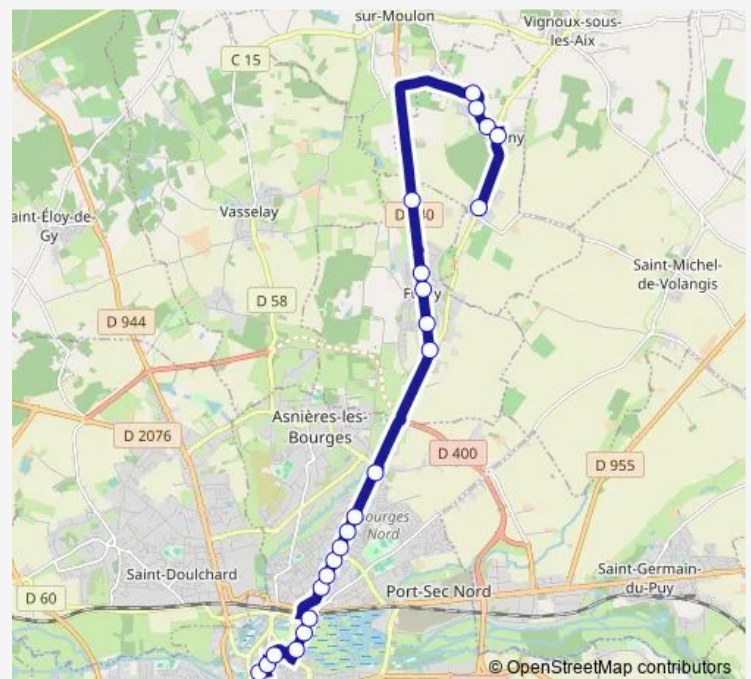 sur-Moulon
Vignoux-sous-
les-Aix
C 15
ny
aint-Éloy-de-
Gy
Vasselay
D 40
Saint-Michel-
de-Volangis
D 58
F y
D 944
Asnières-les-
Bourges
D 2076
D 400
D 955
ourges
Nord
Saint-Doulchard
Saint-Germain-
du-Puy
Port-Sec Nord
D 60
© OpenStreetMap contributors